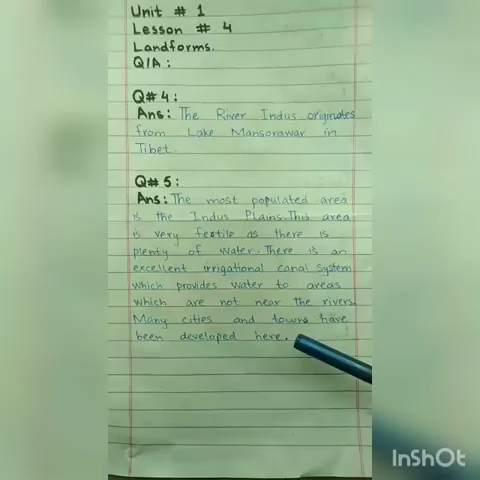 Unit # 1
Lesson # 4
Landforms.
Q/A :
Q# 4 :
Ans: The River Indus originates
from Lake Mansorawar in
Tibet.
Q# 5 :
Ans: The most populated area
is the Indus Plains. This area
is very fertile as there is
plenty of water. There is an
excellent irrigational canal system
which provides water to areas
which are not near the rivers.
Many cities and towns have
been developed here.
InShOt